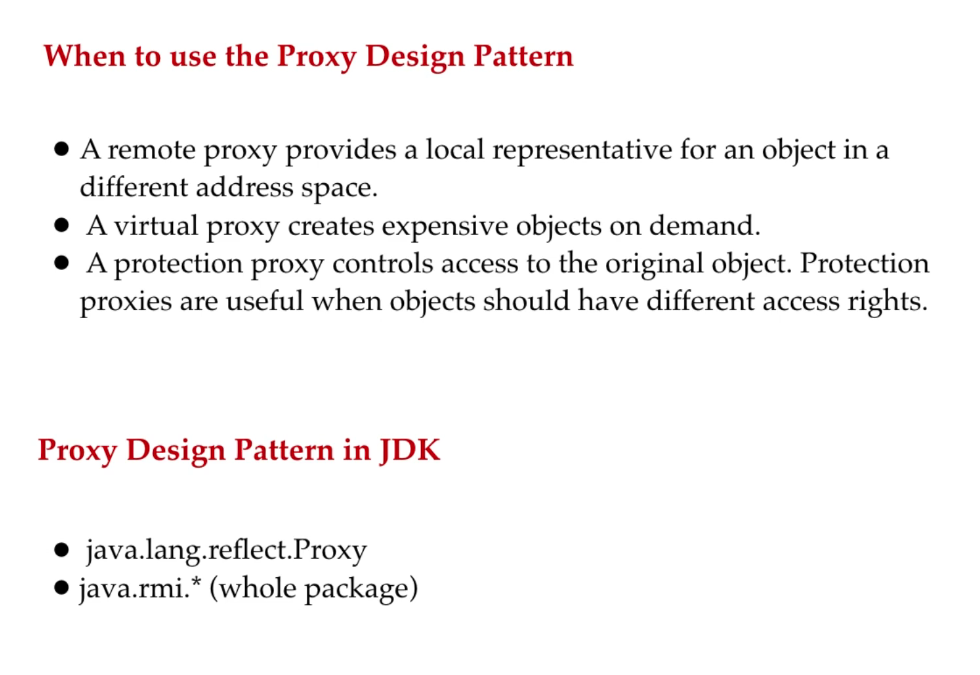 When to use the Proxy Design Pattern
● A remote proxy provides a local representative for an object in a
different address space.
● A virtual proxy creates expensive objects on demand.
● A protection proxy controls access to the original object. Protection
proxies are useful when objects should have different access rights.
Proxy Design Pattern in JDK
● java.lang.reflect.Proxy
● java.rmi.* (whole package)